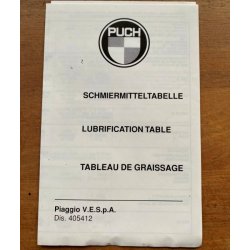 PUCH
SCHMIERMITTELTABELLE
LUBRIFICATION TABLE
TABLEAU DE GRAISSAGE
Piaggio V.E.S.p.A.
Dis. 405412